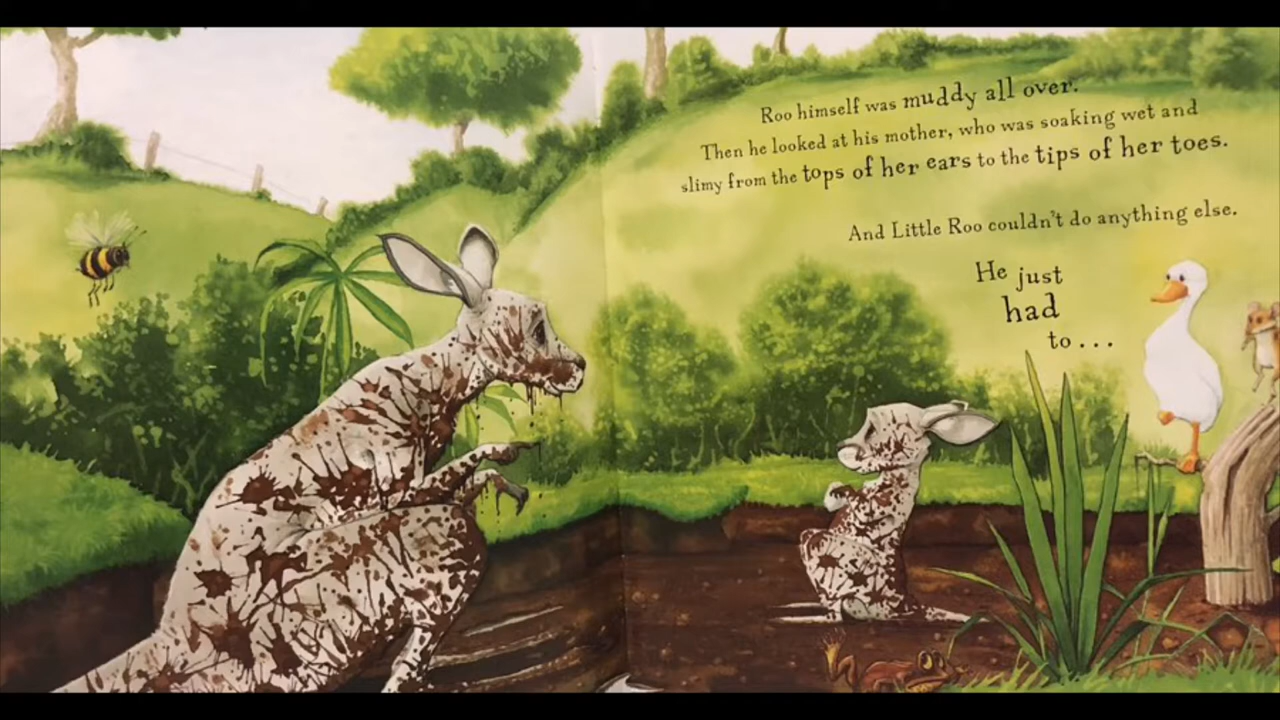 Roo himself was muddy all over.
Then he looked at his mother, who was soaking wet and
slimy from the tops of her ears to the tips of her toes.
And Little Roo couldn't do anything else.
He just
had
to...